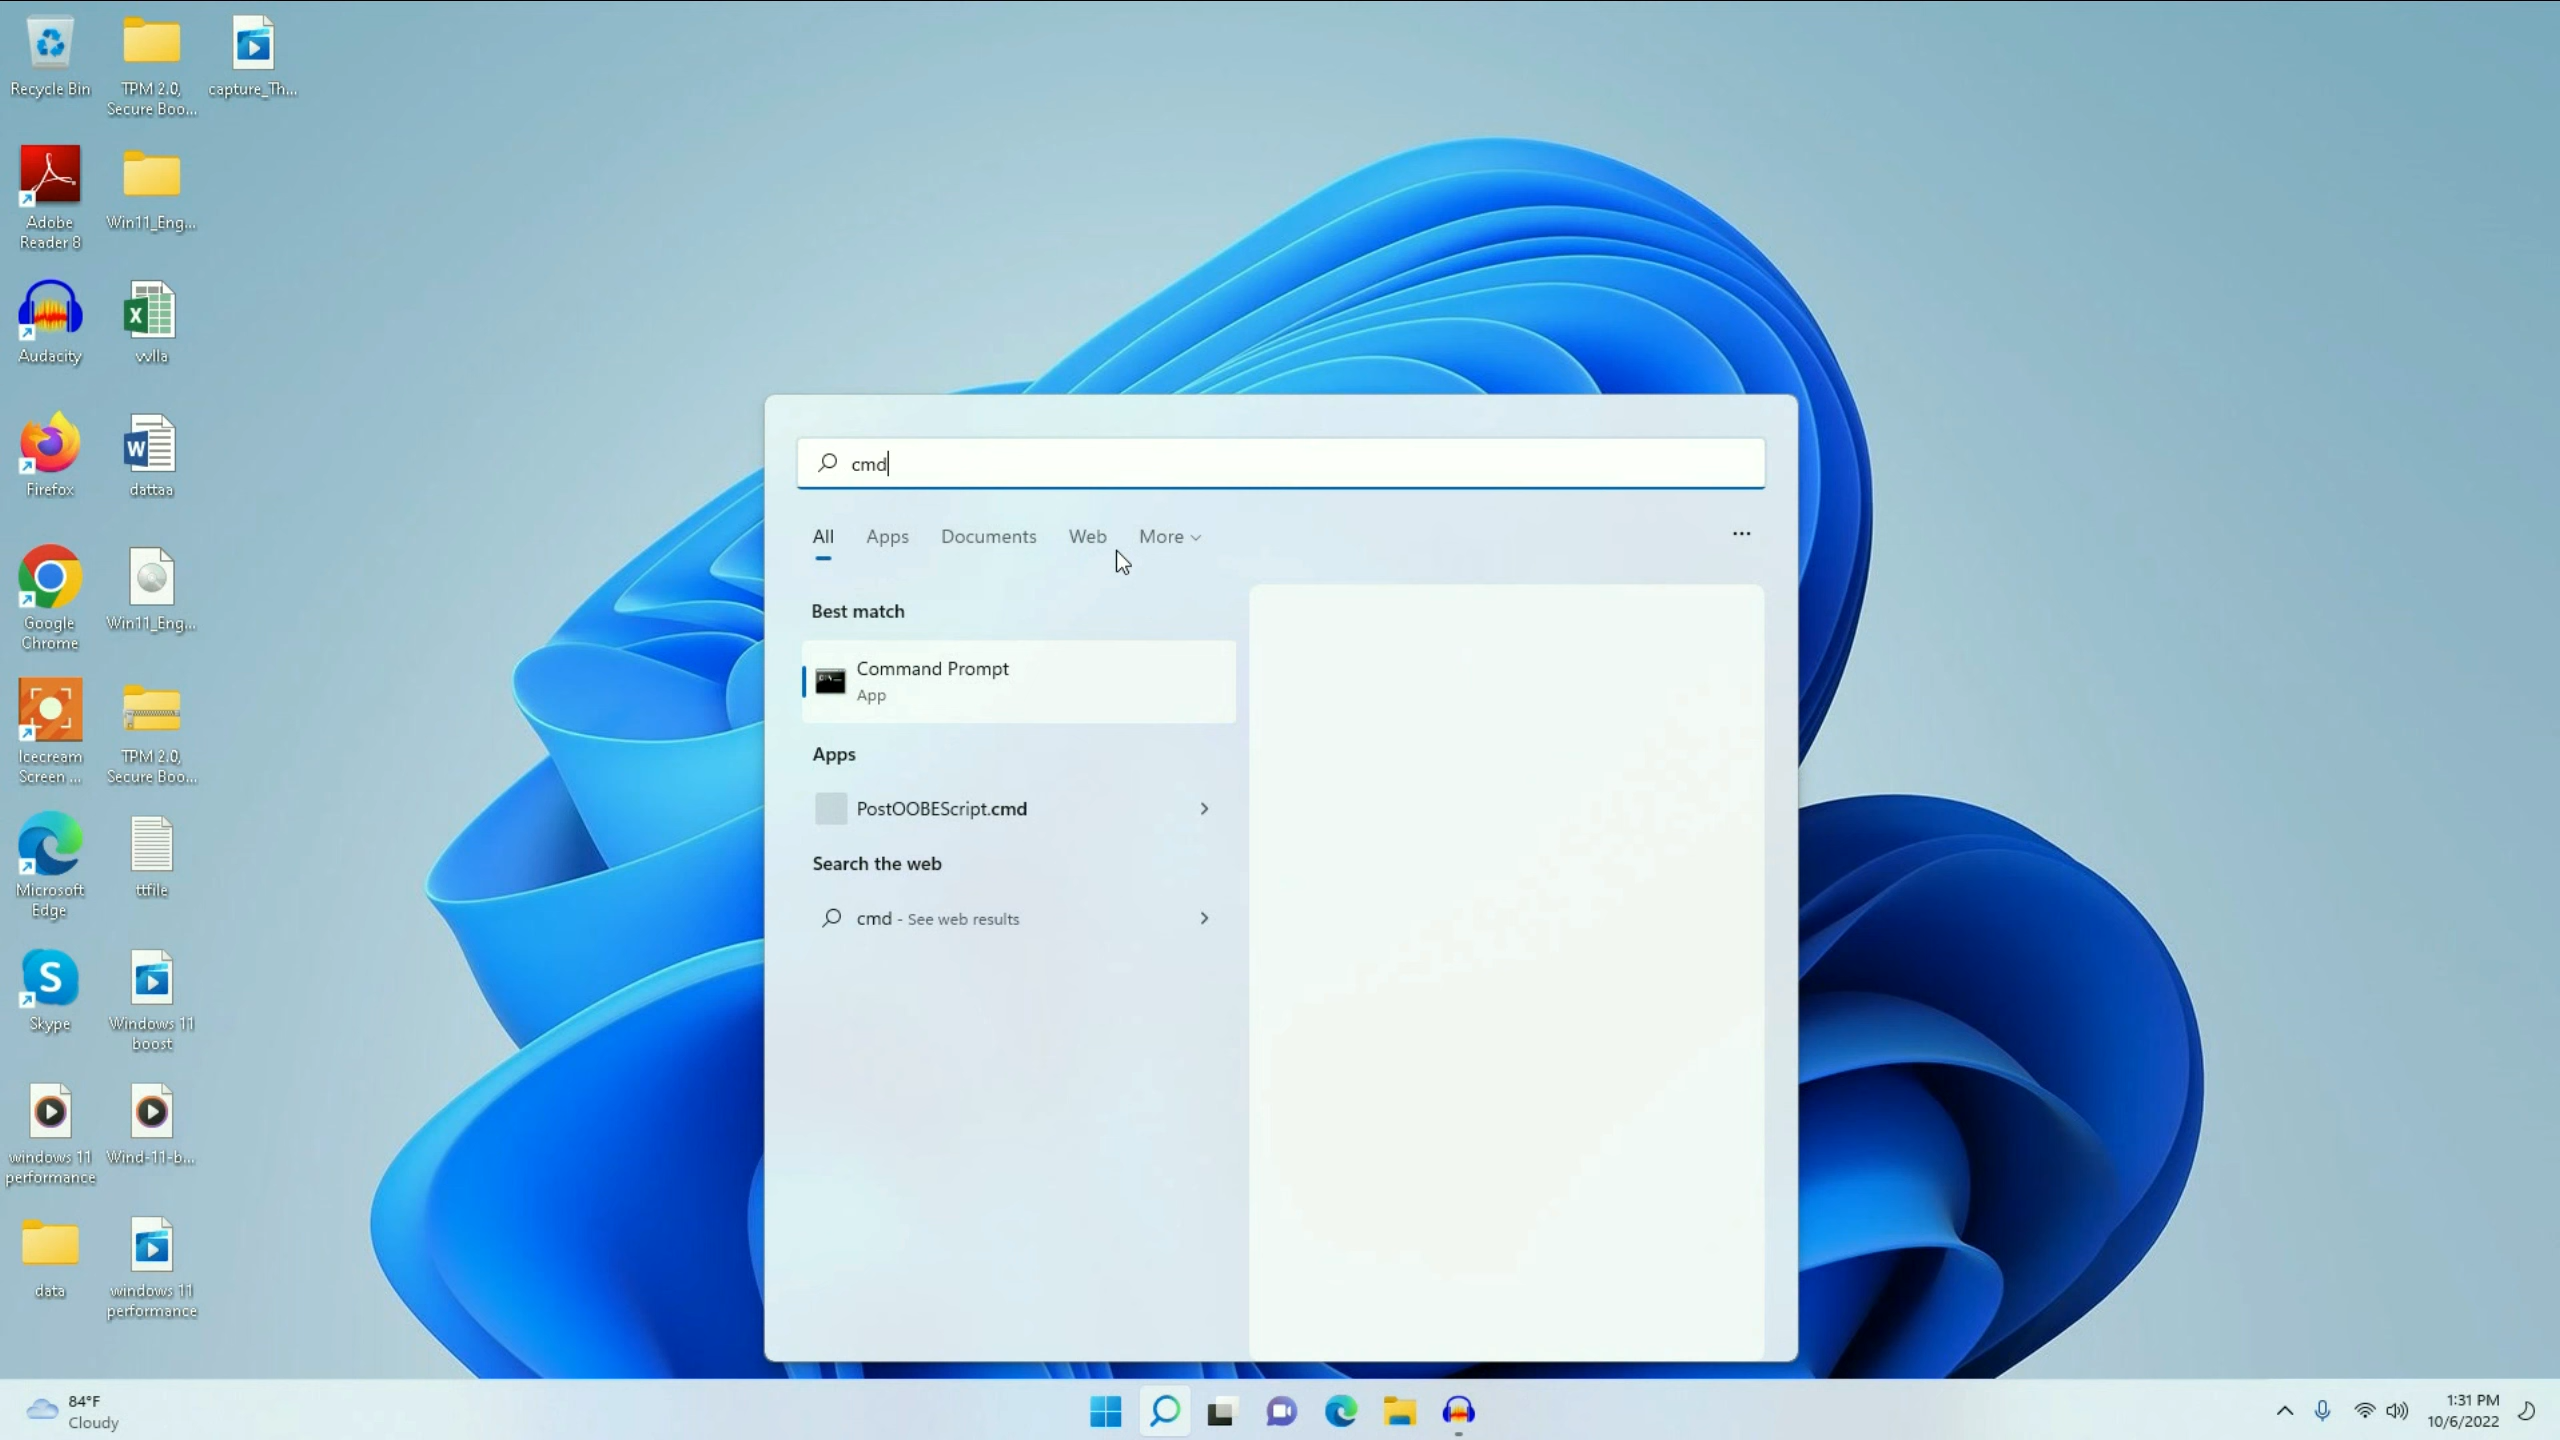 Recycle Bin
TPM 2.0,
Secure Boo...
capture_Th...
Adobe
Reader 8
Win11_Eng...
Audacity
vvlla
Firefox
dattaa
Google
Chrome
Win11_Eng...
Icecream
Screen ...
TPM 2.0,
Secure Boo...
Microsoft
Edge
ttfile
Skype
Windows 11
boost
windows 11
performance
Wind-11-b...
data
windows 11
performance
cmd
All
Apps
Documents
Web
More
Best match
Command Prompt
App
Apps
PostOOBEScript.cmd
Search the web
cmd - See web results
84°F
Cloudy
1:31 PM
10/6/2022